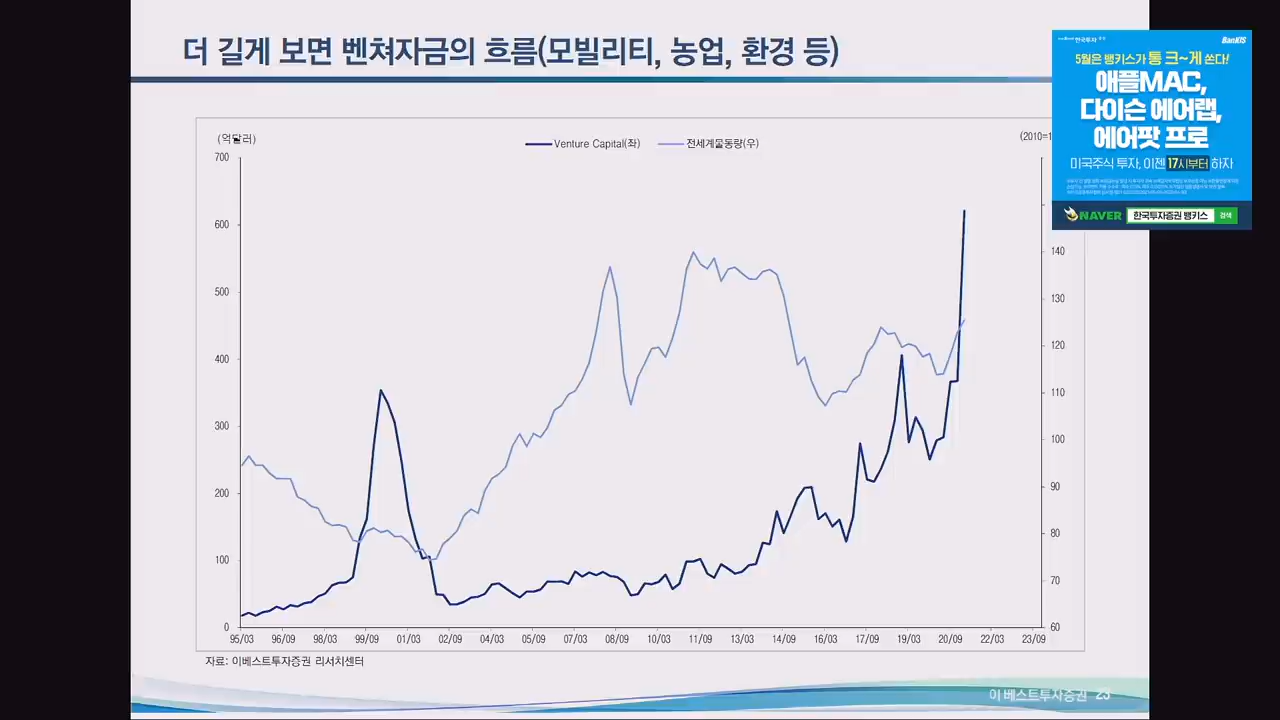 더 길게 보면 벤쳐자금의 흐름(모빌리티, 농업, 환경 등)
(억달러)
Venture Capital(좌)
전세계물동량(우)
(2010=1
700
600
500
400
300
200
100
0
140
130
120
110
100
90
80
70
60
95/03 96/09 98/03 99/09 01/03 02/09 04/03 05/09 07/03 08/09 10/03 11/09 13/03 14/09 16/03 17/09 19/03 20/09 22/03 23/09
자료: 이베스트투자증권 리서치센터
이베스트투자증권 23
한국투자증권
BanKIS
5월은 뱅키스가 통 크~게 쏜다!
애플MAC,
다이슨 에어랩,
에어팟 프로
미국주식 투자, 이젠 17시부터 하자
NAVER 한국투자증권 뱅키스 검색